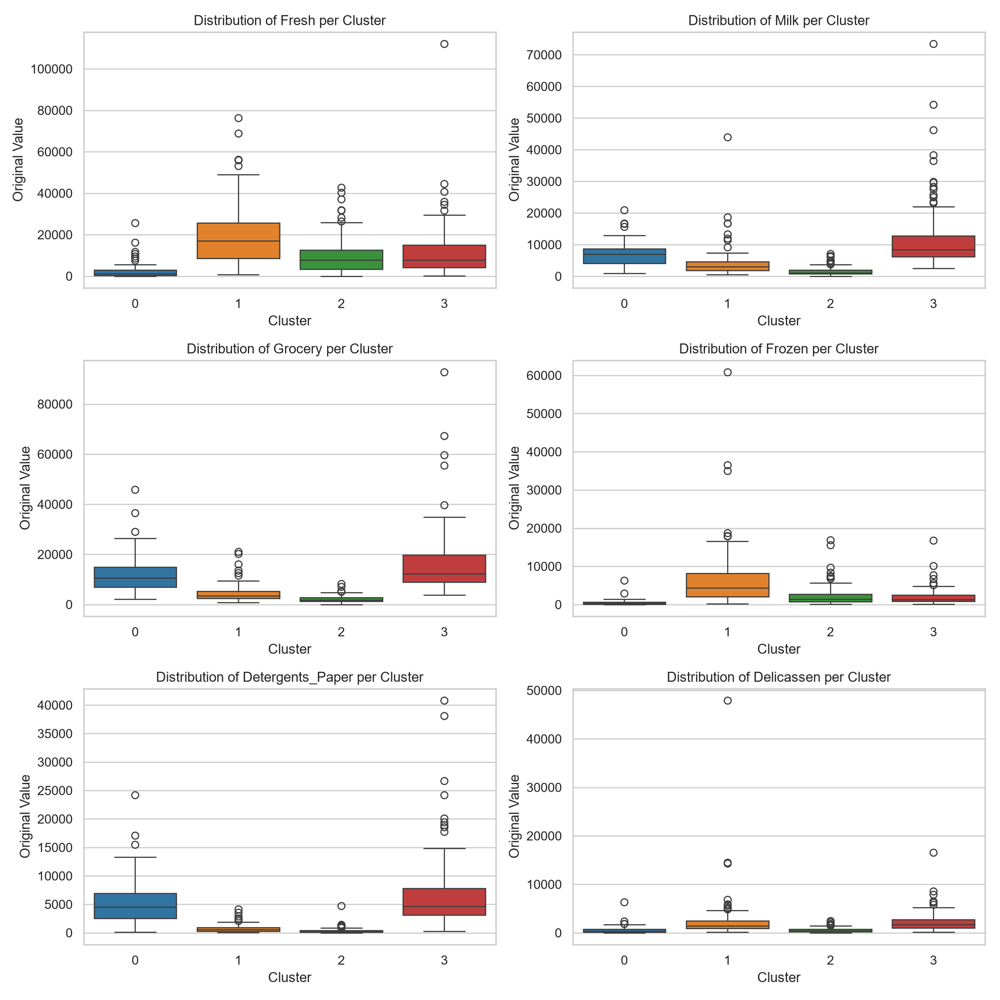 Distribution of Fresh per Cluster
Original Value
100000
80000
60000
40000
20000
0
0 1 2 3
Cluster
Distribution of Milk per Cluster
Original Value
70000
60000
50000
40000
30000
20000
10000
0
0 1 2 3
Cluster
Distribution of Grocery per Cluster
Original Value
80000
60000
40000
20000
0
0 1 2 3
Cluster
Distribution of Frozen per Cluster
Original Value
60000
50000
40000
30000
20000
10000
0
0 1 2 3
Cluster
Distribution of Detergents_Paper per Cluster
Original Value
40000
35000
30000
25000
20000
15000
10000
5000
0
0 1 2 3
Cluster
Distribution of Delicassen per Cluster
Original Value
50000
40000
30000
20000
10000
0
0 1 2 3
Cluster